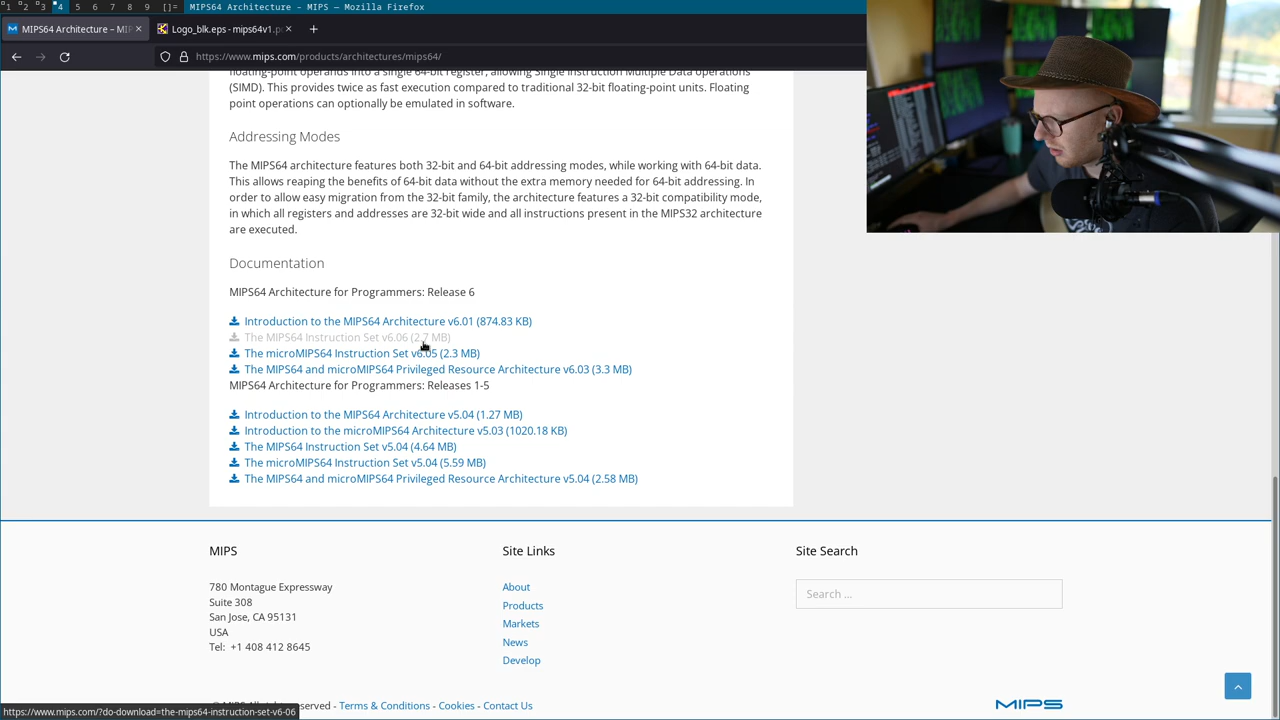 1 2 3 4 5 6 7 8 9 []= MIPS64 Architecture – MIPS — Mozilla Firefox
MIPS64 Architecture – MIP
Logo_blk.eps - mips64v1.p
https://www.mips.com/products/architectures/mips64/
floating-point operands into a single 64-bit register, allowing Single Instruction Multiple Data operations
(SIMD). This provides twice as fast execution compared to traditional 32-bit floating-point units. Floating
point operations can optionally be emulated in software.
Addressing Modes
The MIPS64 architecture features both 32-bit and 64-bit addressing modes, while working with 64-bit data.
This allows reaping the benefits of 64-bit data without the extra memory needed for 64-bit addressing. In
order to allow easy migration from the 32-bit family, the architecture features a 32-bit compatibility mode,
in which all registers and addresses are 32-bit wide and all instructions present in the MIPS32 architecture
are executed.
Documentation
MIPS64 Architecture for Programmers: Release 6
Introduction to the MIPS64 Architecture v6.01 (874.83 KB)
The MIPS64 Instruction Set v6.06 (2.7 MB)
The microMIPS64 Instruction Set v6.05 (2.3 MB)
The MIPS64 and microMIPS64 Privileged Resource Architecture v6.03 (3.3 MB)
MIPS64 Architecture for Programmers: Releases 1-5
Introduction to the MIPS64 Architecture v5.04 (1.27 MB)
Introduction to the microMIPS64 Architecture v5.03 (1020.18 KB)
The MIPS64 Instruction Set v5.04 (4.64 MB)
The microMIPS64 Instruction Set v5.04 (5.59 MB)
The MIPS64 and microMIPS64 Privileged Resource Architecture v5.04 (2.58 MB)
MIPS
780 Montague Expressway
Suite 308
San Jose, CA 95131
USA
Tel: +1 408 412 8645
Site Links
About
Products
Markets
News
Develop
Site Search
Search ...
served - Terms & Conditions - Cookies - Contact Us
MIPS
https://www.mips.com/?do-download=the-mips64-instruction-set-v6-06